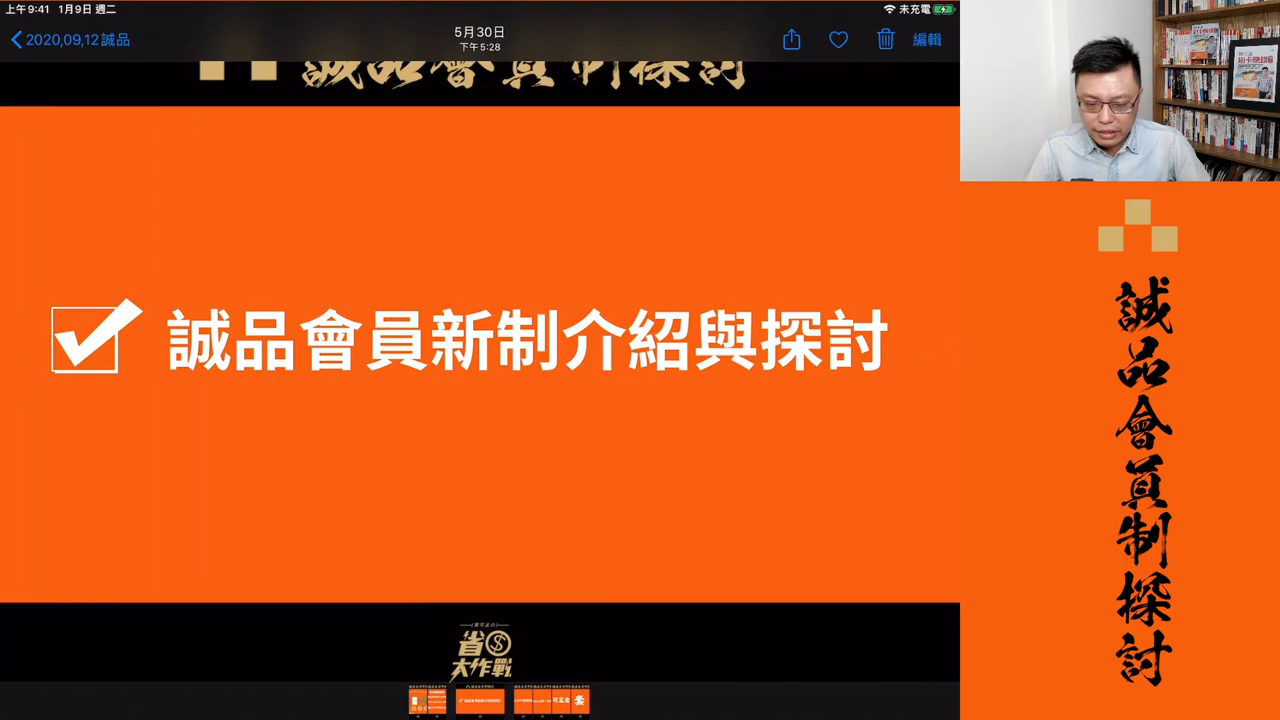 上午9:41 1月9日 週二
未充電
2020,09,12誠品
5月30日
下午5:28
編輯
誠品會員制探討
誠品會員新制介紹與探討
省
大作戰
誠品會員制探討